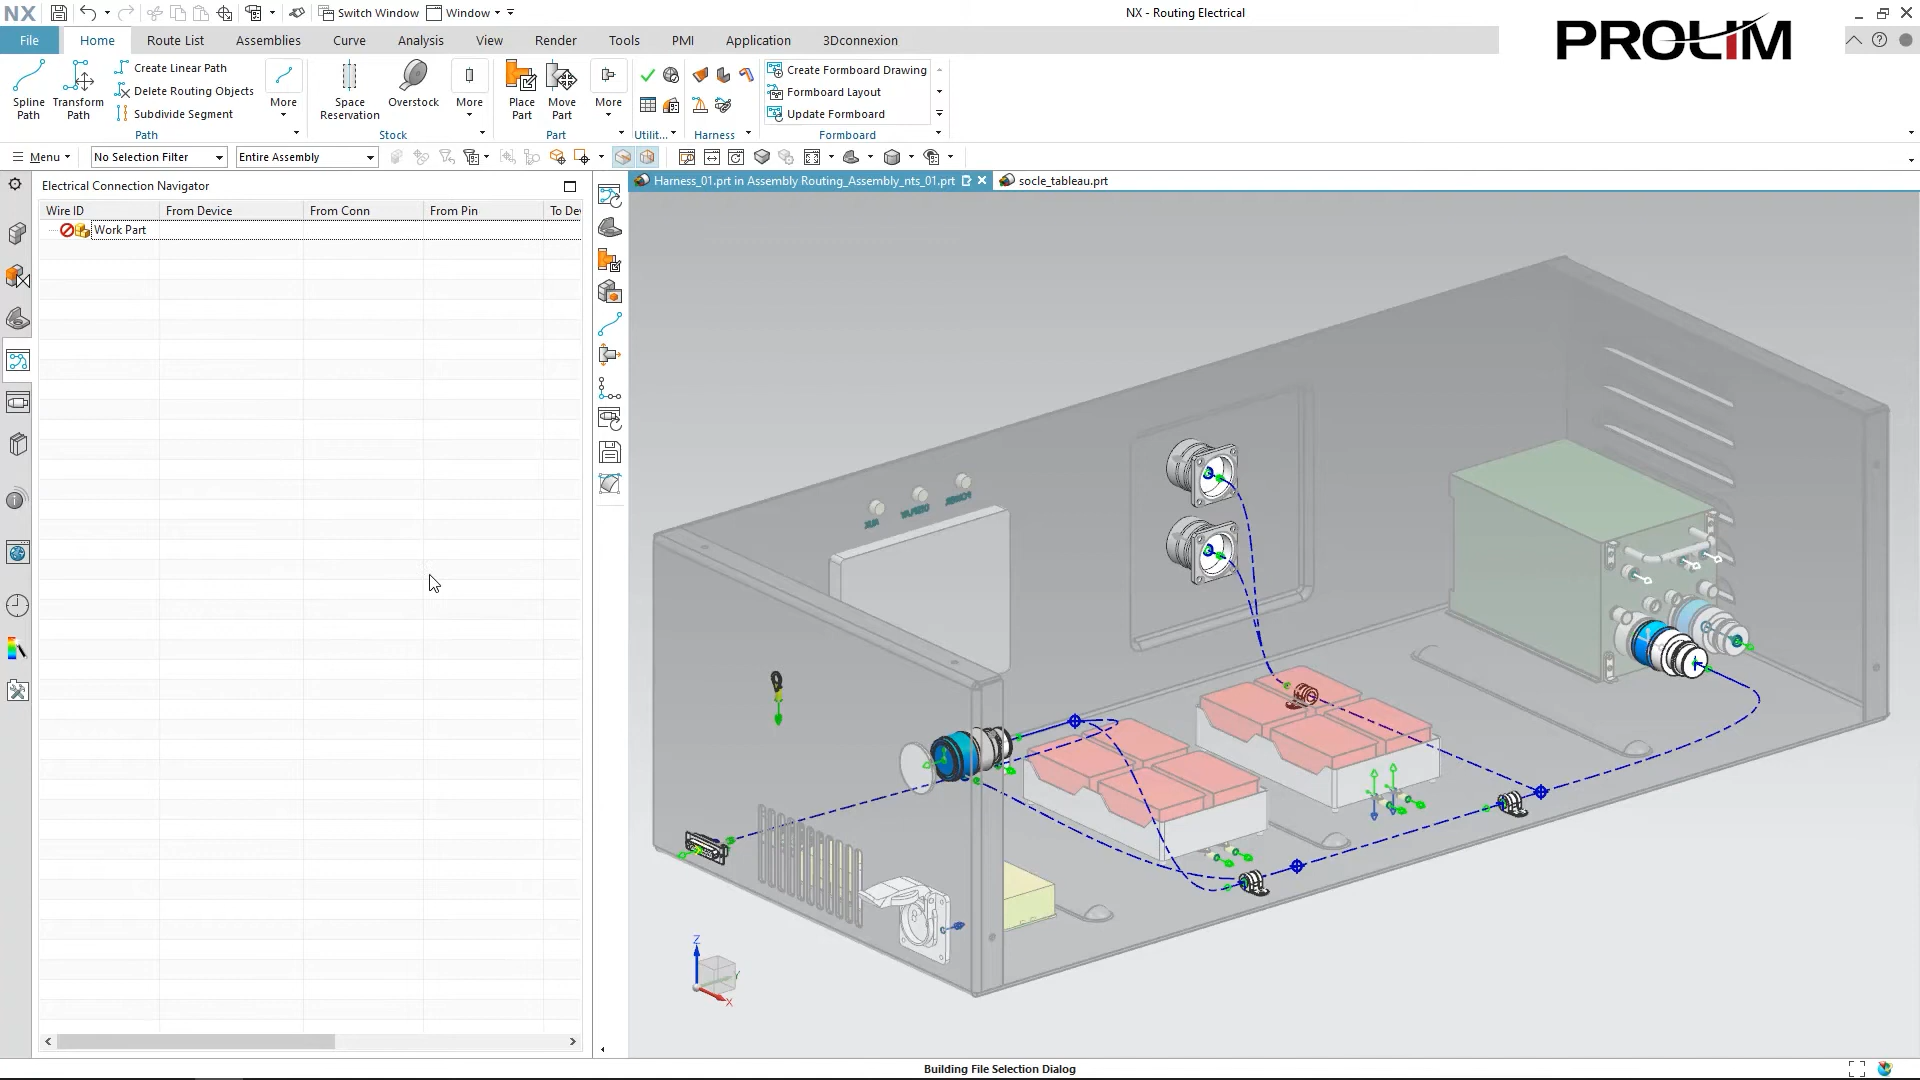 NX
Switch Window
Window
NX - Routing Electrical
File
Home
Route List
Assemblies
Curve
Analysis
View
Render
Tools
PMI
Application
3Dconnexion
PROLIM
Spline Path
Transform Path
Create Linear Path
Delete Routing Objects
Subdivide Segment
More
Path
Space Reservation
Overstock
More
Stock
Place Part
Move Part
More
Part
Utilit...
Harness
Create Formboard Drawing
Formboard Layout
Update Formboard
Formboard
Menu
No Selection Filter
Entire Assembly
Electrical Connection Navigator
Harness_01.prt in Assembly Routing_Assembly_nts_01.prt
socle_tableau.prt
Wire ID
From Device
From Conn
From Pin
To De
Work Part
AUX
DISPLAY
POWER
Z
Y
X
Building File Selection Dialog